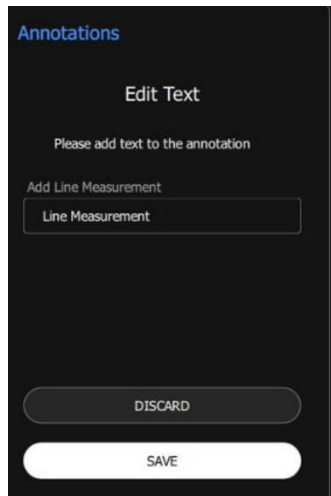 Annotations
Edit Text
Please add text to the annotation
Add Line Measurement
Line Measurement
DISCARD
SAVE